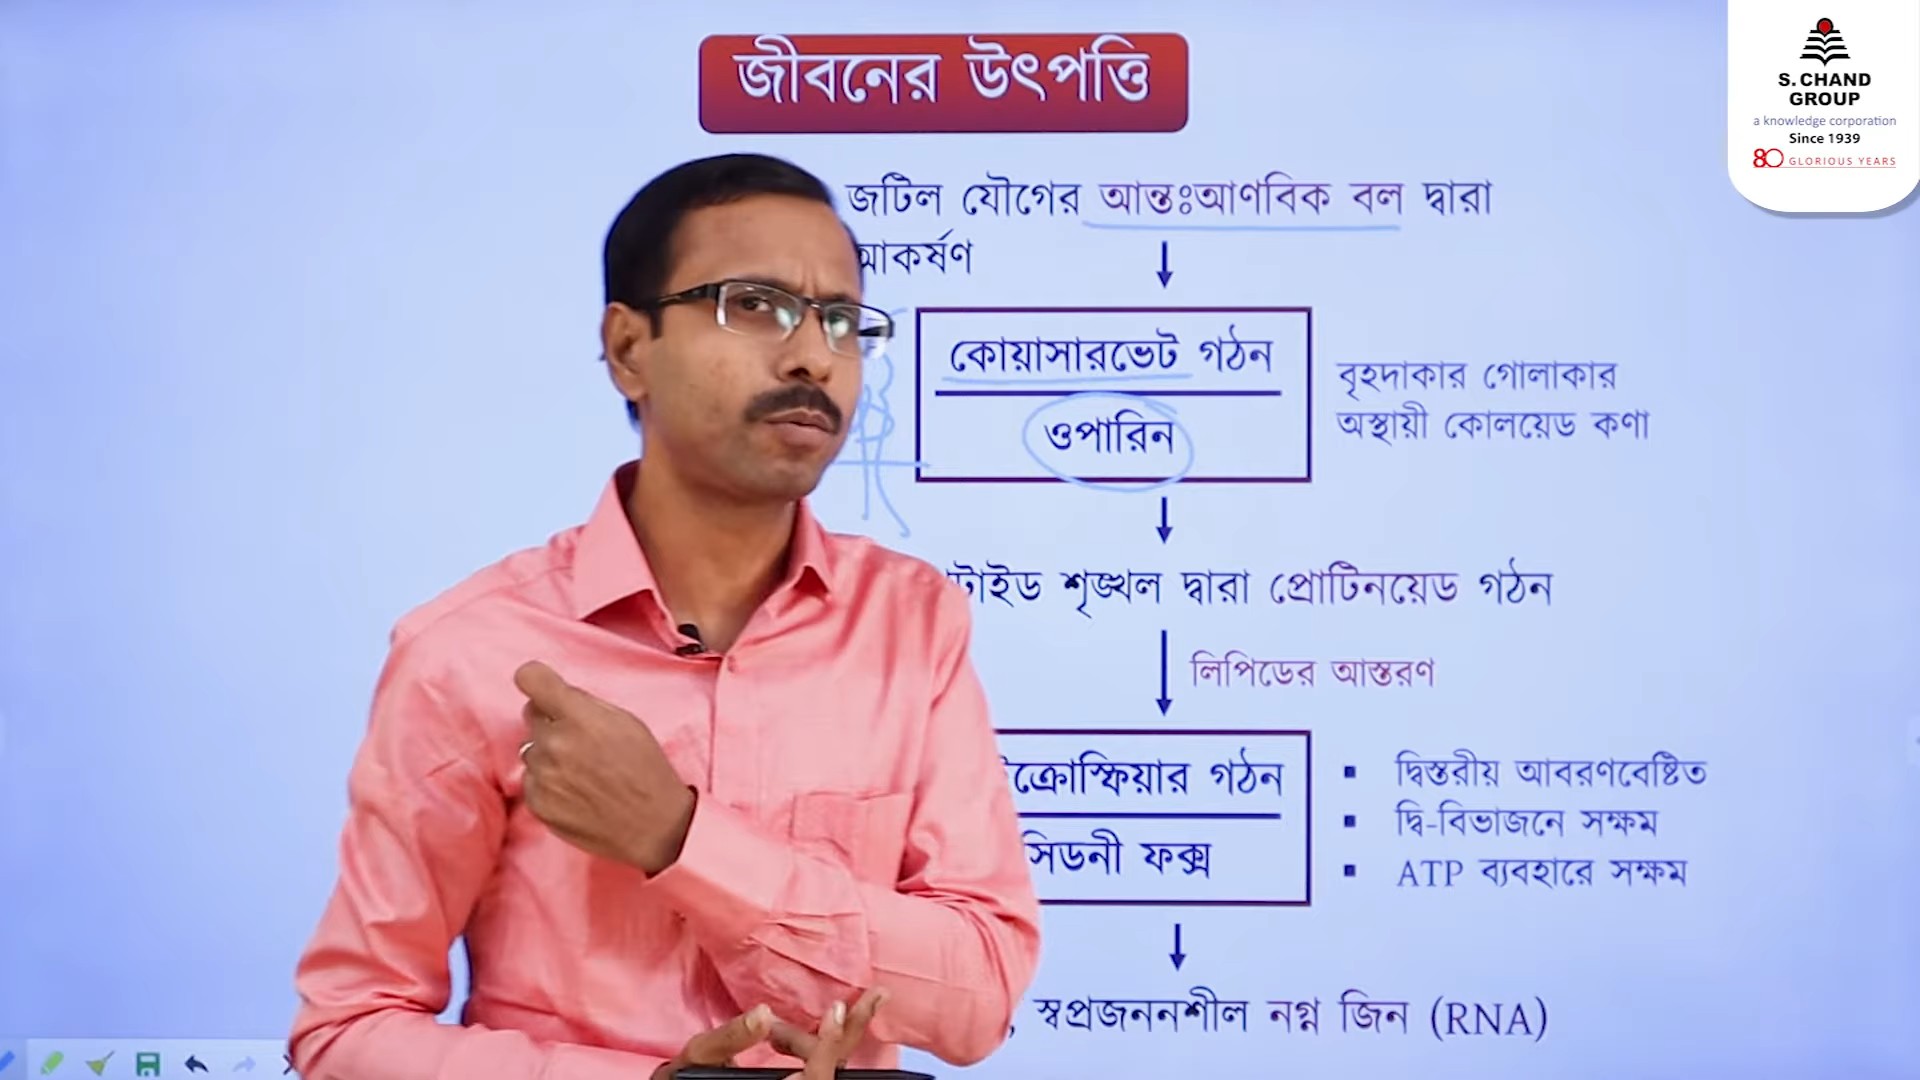 জীবনের উৎপত্তি
S. CHAND
GROUP
a knowledge corporation
Since 1939
80 GLORIOUS YEARS
জটিল যৌগের আন্তঃআণবিক বল দ্বারা
আকর্ষণ
কোয়াসারভেট গঠন
ওপারিন
বৃহদাকার গোলাকার
অস্থায়ী কোলয়েড কণা
শৃঙ্খল দ্বারা প্রোটিনয়েড গঠন
লিপিডের আস্তরণ
গঠন
সিডনী ফক্স
▪ দ্বিস্তরীয় আবরণবেষ্টিত
▪ দ্বি-বিভাজনে সক্ষম
▪ ATP ব্যবহারে সক্ষম
স্বপ্রজননশীল নগ্ন জিন (RNA)